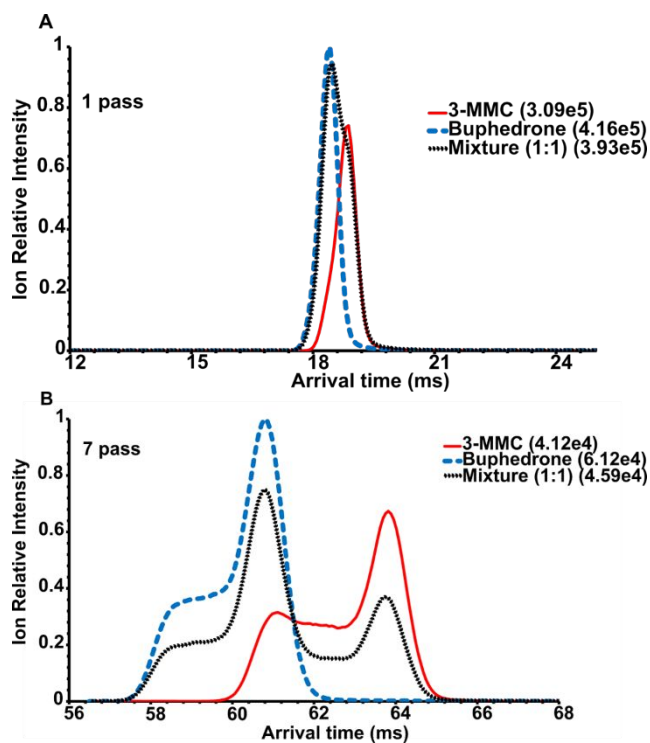 A
1 pass
3-MMC (3.09e5)
Buphedrone (4.16e5)
Mixture (1:1) (3.93e5)
Ion Relative Intensity
1
0.8
0.6
0.4
0.2
0
12 15 18 21 24
Arrival time (ms)
B
7 pass
3-MMC (4.12e4)
Buphedrone (6.12e4)
Mixture (1:1) (4.59e4)
Ion Relative Intensity
1
0.8
0.6
0.4
0.2
0
56 58 60 62 64 66 68
Arrival time (ms)